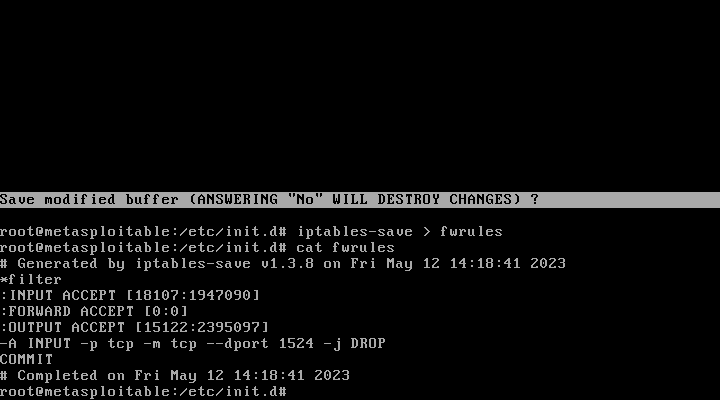 Save modified buffer (ANSWERING "No" WILL DESTROY CHANGES) ?
root@metasploitable:/etc/init.d# iptables-save > fwrules
root@metasploitable:/etc/init.d# cat fwrules
# Generated by iptables-save v1.3.8 on Fri May 12 14:18:41 2023
*filter
:INPUT ACCEPT [18107:1947090]
:FORWARD ACCEPT [0:0]
:OUTPUT ACCEPT [15122:2395097]
-A INPUT -p tcp -m tcp --dport 1524 -j DROP
COMMIT
# Completed on Fri May 12 14:18:41 2023
root@metasploitable:/etc/init.d#